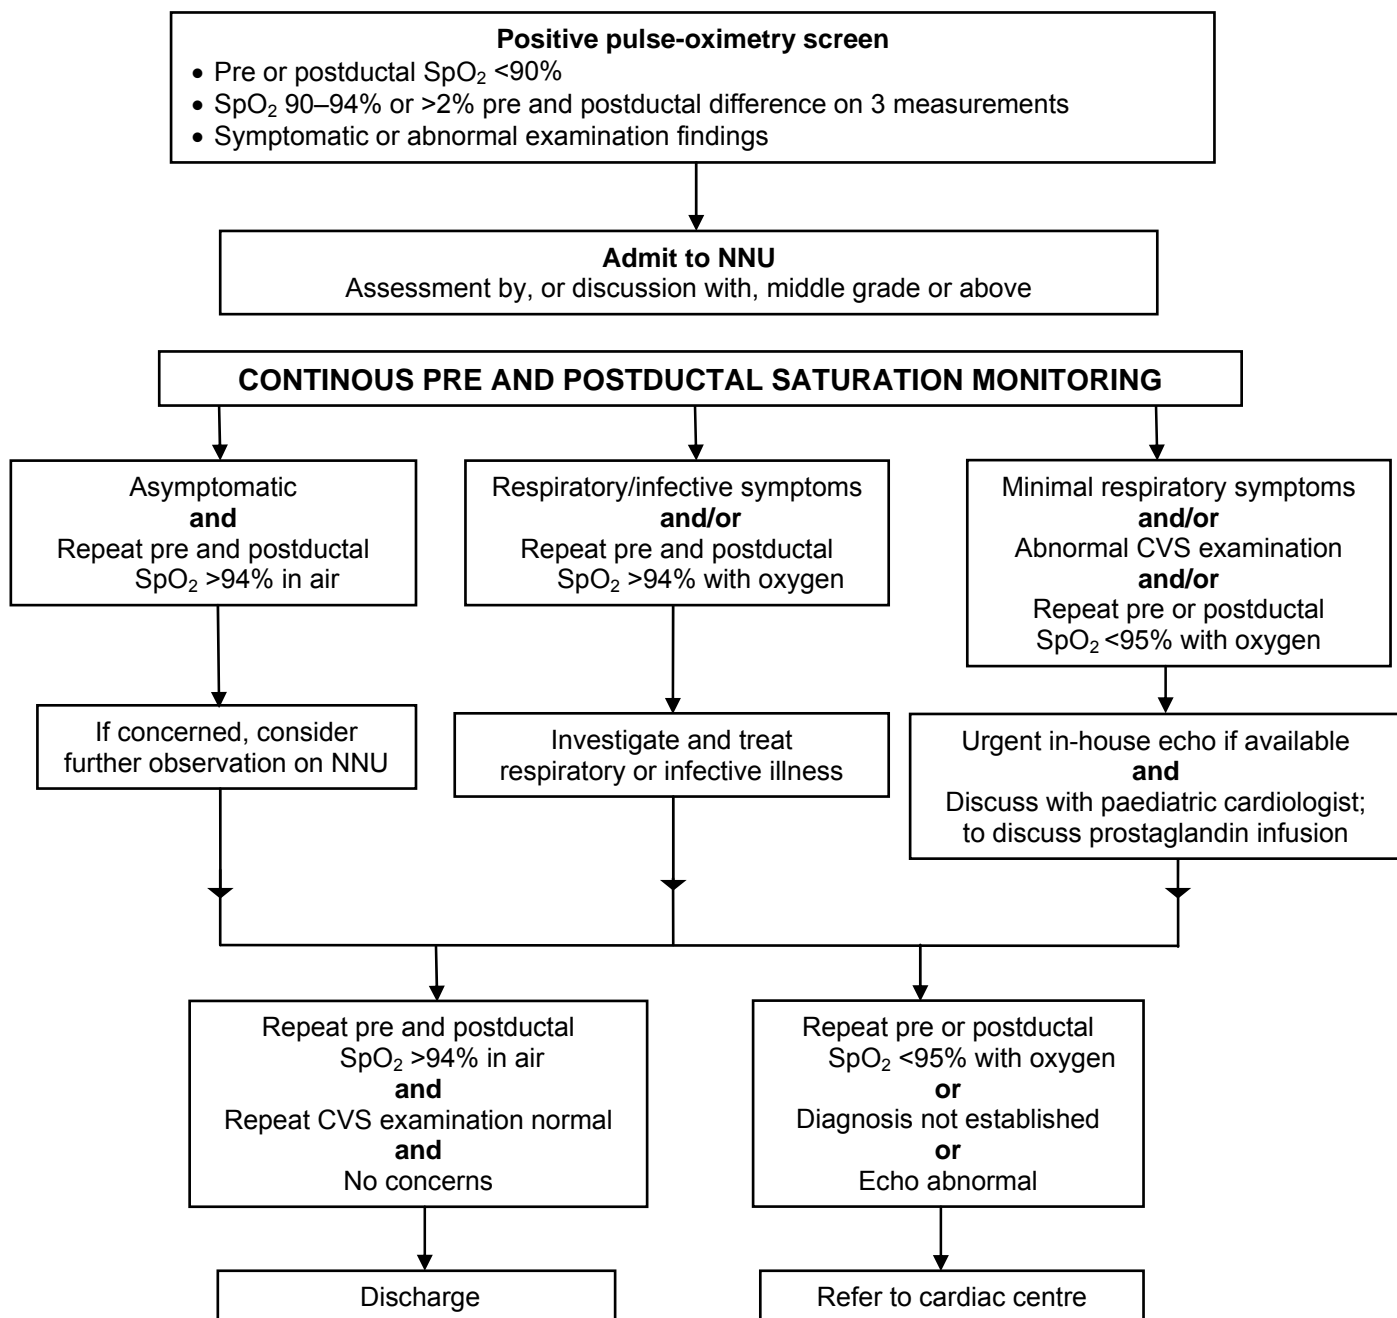 Positive pulse-oximetry screen
• Pre or postductal SpO₂ <90%
• SpO₂ 90–94% or >2% pre and postductal difference on 3 measurements
• Symptomatic or abnormal examination findings
Admit to NNU
Assessment by, or discussion with, middle grade or above
CONTINOUS PRE AND POSTDUCTAL SATURATION MONITORING
Asymptomatic
and
Repeat pre and postductal
SpO₂ >94% in air
Respiratory/infective symptoms
and/or
Repeat pre and postductal
SpO₂ >94% with oxygen
Minimal respiratory symptoms
and/or
Abnormal CVS examination
and/or
Repeat pre or postductal
SpO₂ <95% with oxygen
If concerned, consider
further observation on NNU
Investigate and treat
respiratory or infective illness
Urgent in-house echo if available
and
Discuss with paediatric cardiologist;
to discuss prostaglandin infusion
Repeat pre and postductal
SpO₂ >94% in air
and
Repeat CVS examination normal
and
No concerns
Repeat pre or postductal
SpO₂ <95% with oxygen
or
Diagnosis not established
or
Echo abnormal
Discharge
Refer to cardiac centre